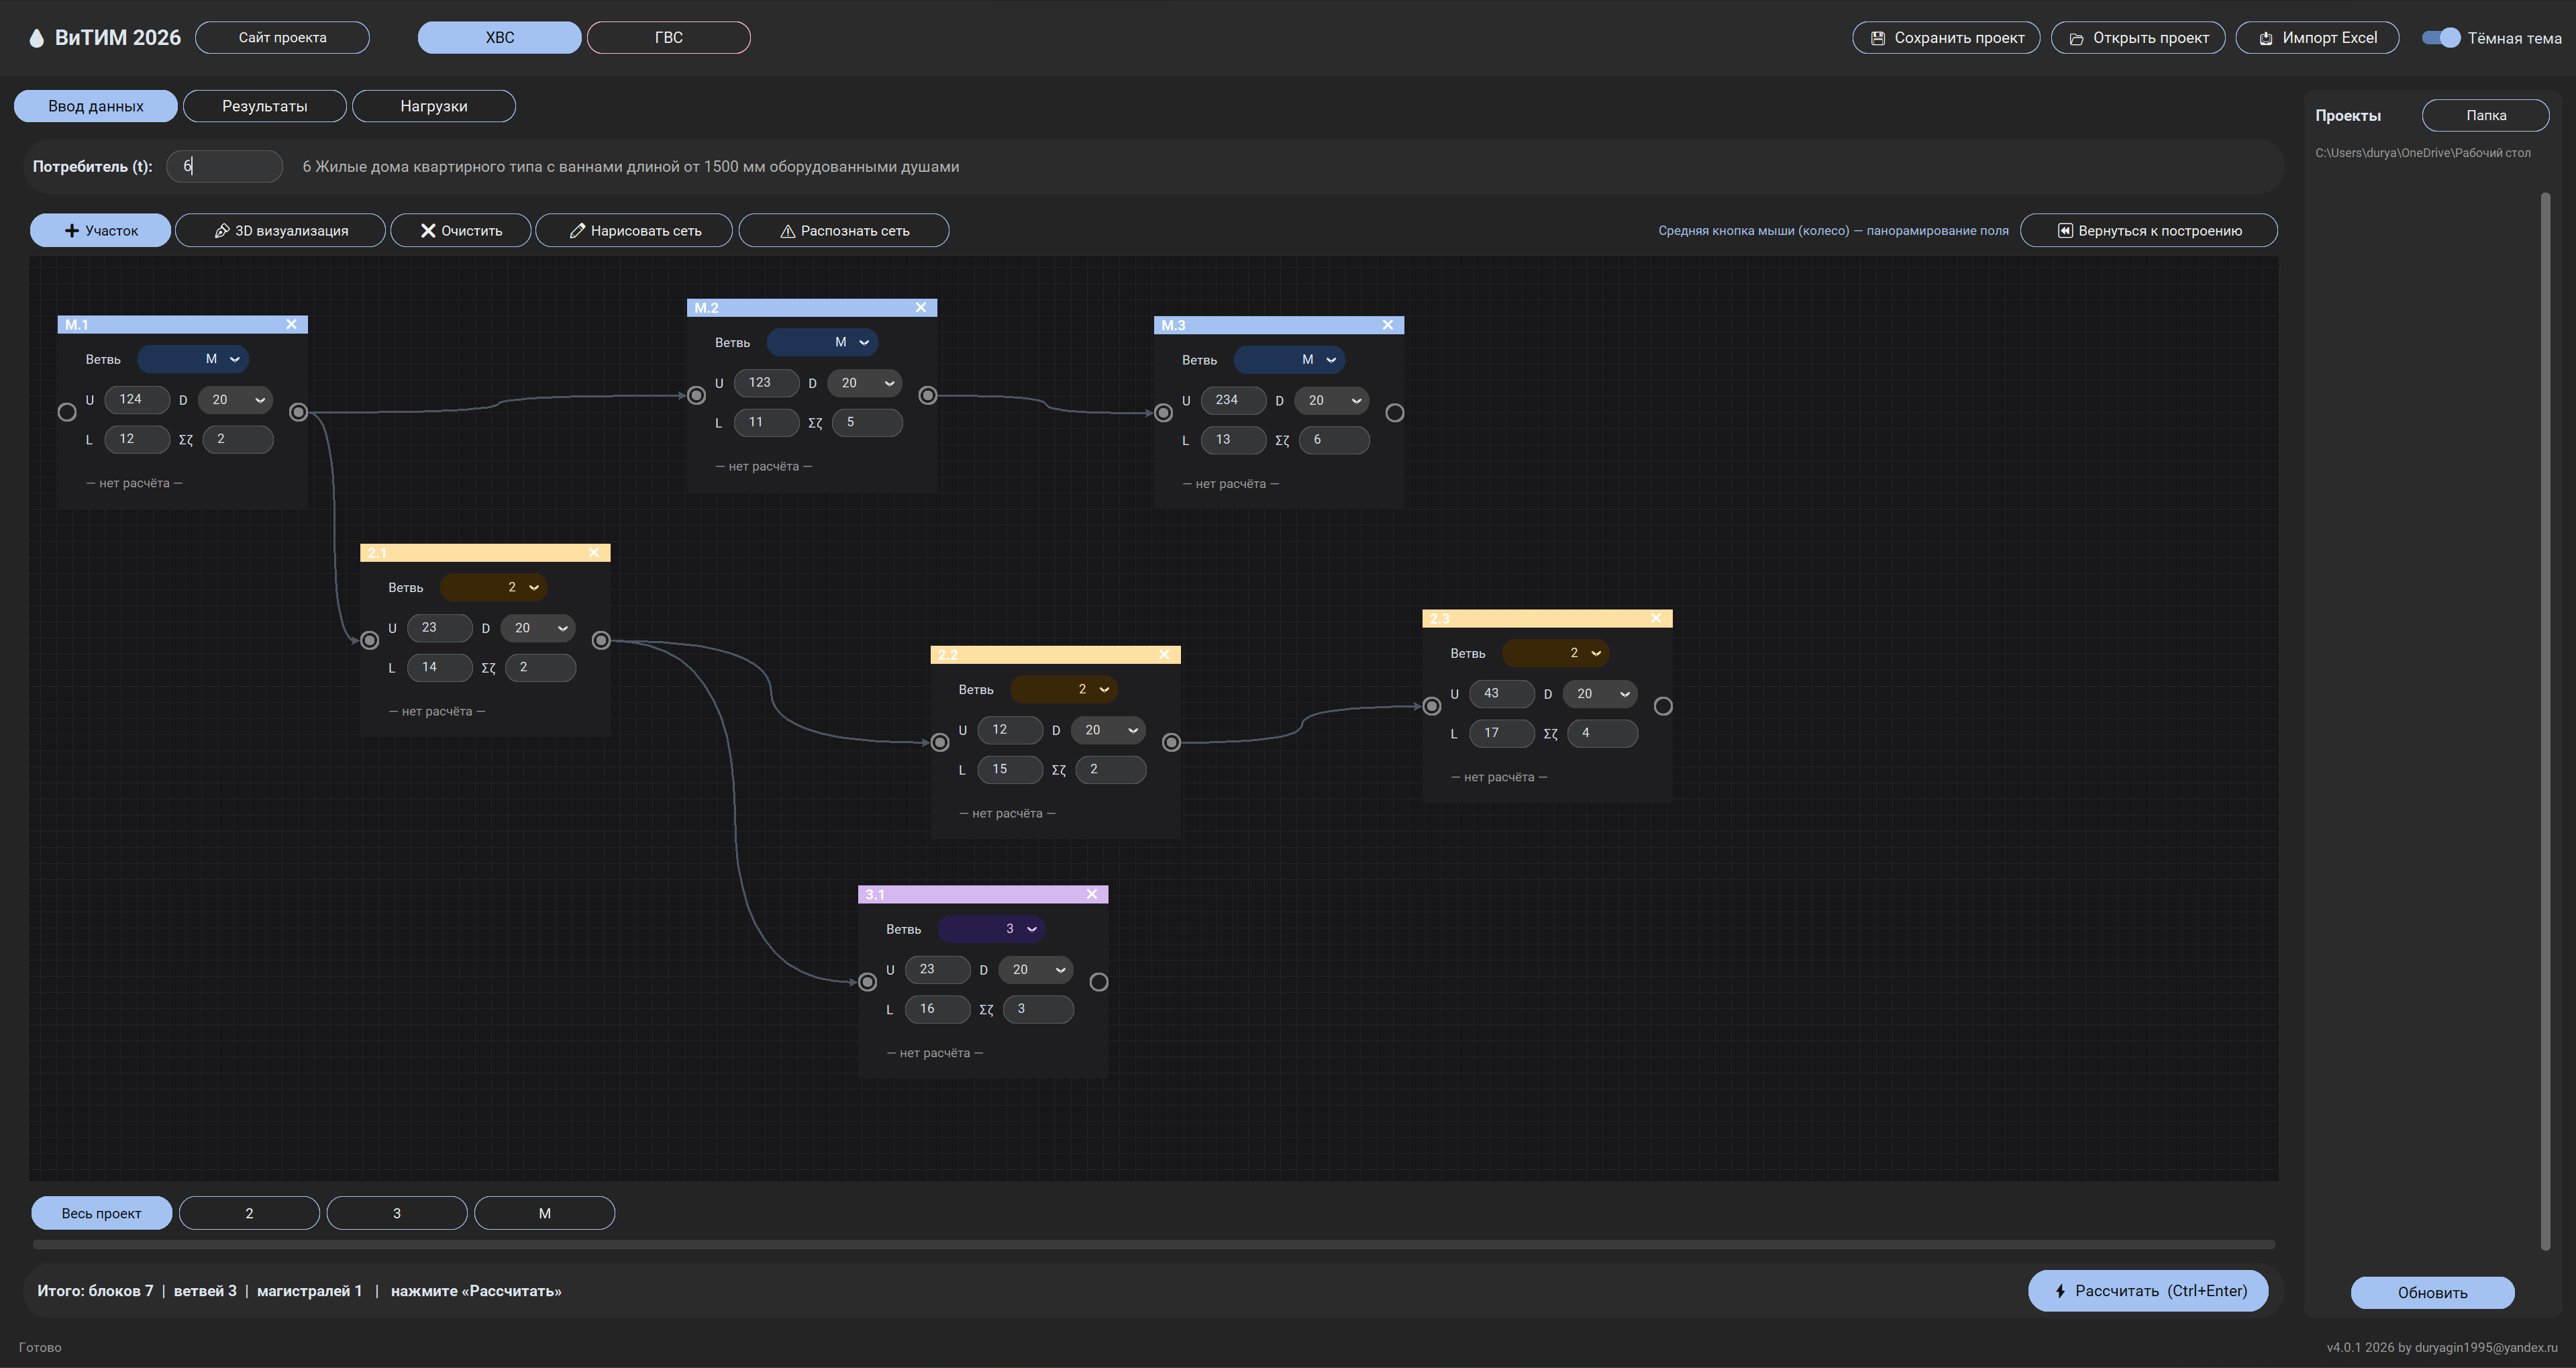 ВиТИМ 2026 Сайт проекта ХВС ГВС Сохранить проект Открыть проект Импорт Excel Тёмная тема
Ввод данных Результаты Нагрузки
Проекты Папка
C:\Users\durya\OneDrive\Рабочий стол
Потребитель (t): 6 6 Жилые дома квартирного типа с ваннами длиной от 1500 мм оборудованными душами
Участок 3D визуализация Очистить Нарисовать сеть Распознать сеть Средняя кнопка мыши (колесо) — панорамирование поля Вернуться к построению
M.1
Ветвь М
U 124 D 20
L 12 Σζ 2
— нет расчёта —
M.2
Ветвь М
U 123 D 20
L 11 Σζ 5
— нет расчёта —
M.3
Ветвь М
U 234 D 20
L 13 Σζ 6
— нет расчёта —
2.1
Ветвь 2
U 23 D 20
L 14 Σζ 2
— нет расчёта —
2.2
Ветвь 2
U 12 D 20
L 15 Σζ 2
— нет расчёта —
2.3
Ветвь 2
U 43 D 20
L 17 Σζ 4
— нет расчёта —
3.1
Ветвь 3
U 23 D 20
L 16 Σζ 3
— нет расчёта —
Весь проект 2 3 М
Итого: блоков 7 | ветвей 3 | магистралей 1 | нажмите «Рассчитать» Рассчитать (Ctrl+Enter)
Обновить
Готово
v4.0.1 2026 by duryagin1995@yandex.ru